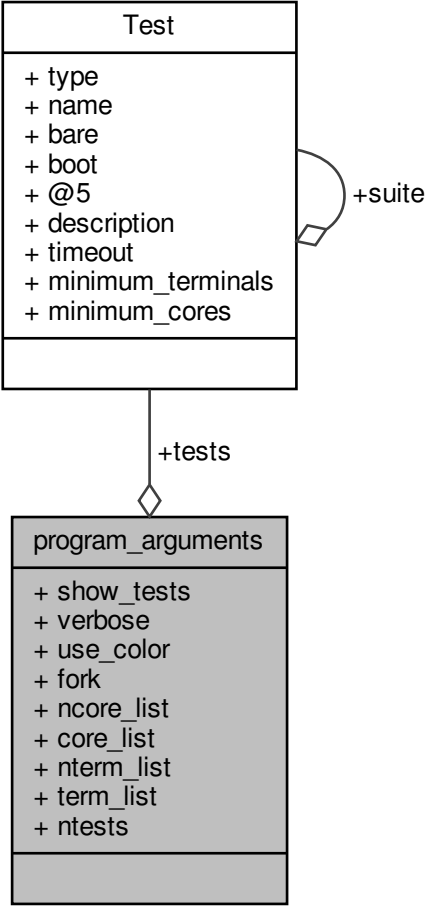 Test
+ type
+ name
+ bare
+ boot
+ @5
+ description
+ timeout
+ minimum_terminals
+ minimum_cores
+suite
+tests
program_arguments
+ show_tests
+ verbose
+ use_color
+ fork
+ ncore_list
+ core_list
+ nterm_list
+ term_list
+ ntests